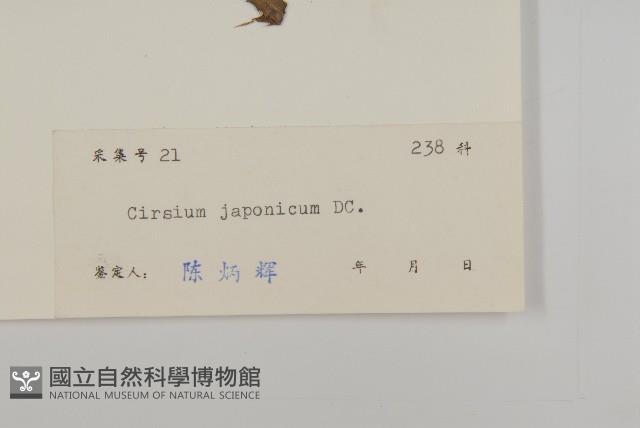 采集号 21 238 科
Cirsium japonicum DC.
鉴定人: 陈炳辉 年 月 日
國立自然科學博物館
NATIONAL MUSEUM OF NATURAL SCIENCE